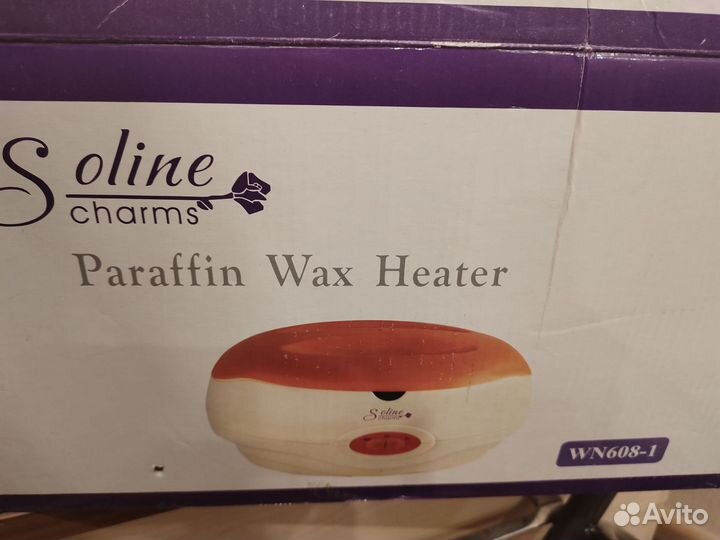 Soline
charms
Paraffin Wax Heater
Soline
charms
WN608-1
Avito